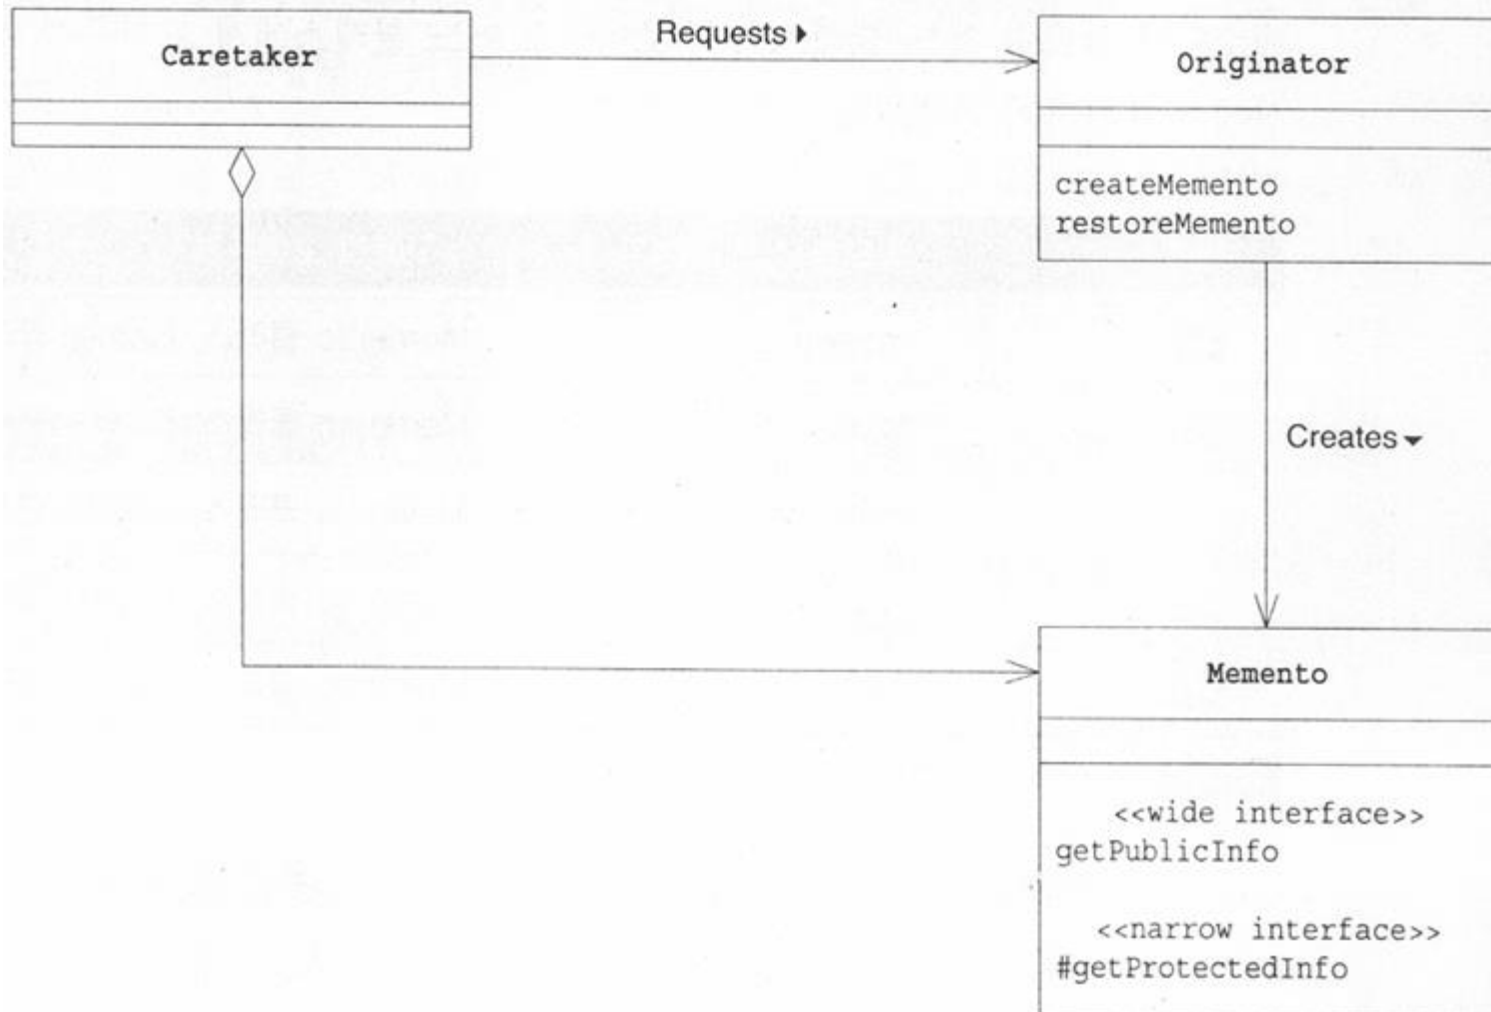 Caretaker
Requests
Originator
createMemento
restoreMemento
Creates
Memento
<<wide interface>>
getPublicInfo
<<narrow interface>>
#getProtectedInfo